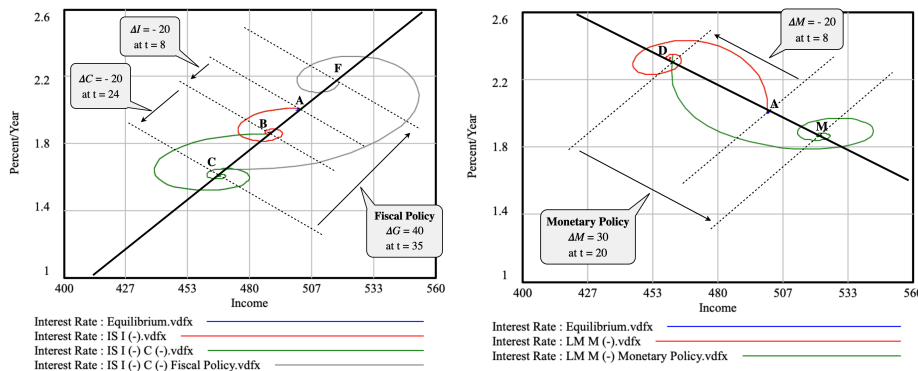 2.6
2.2
1.8
1.4
1
Percent/Year
400
427
453
480
507
533
560
Income
ΔI = - 20
at t = 8
ΔC = - 20
at t = 24
A
B
C
F
Fiscal Policy
ΔG = 40
at t = 35
Interest Rate : Equilibrium.vdfx
Interest Rate : IS I (-).vdfx
Interest Rate : IS I (-) C (-).vdfx
Interest Rate : IS I (-) C (-) Fiscal Policy.vdfx
2.6
2.2
1.8
1.4
1
Percent/Year
400
427
453
480
507
533
560
Income
ΔM = - 20
at t = 8
D
A
M
Monetary Policy
ΔM = 30
at t = 20
Interest Rate : Equilibrium.vdfx
Interest Rate : LM M (-).vdfx
Interest Rate : LM M (-) Monetary Policy.vdfx